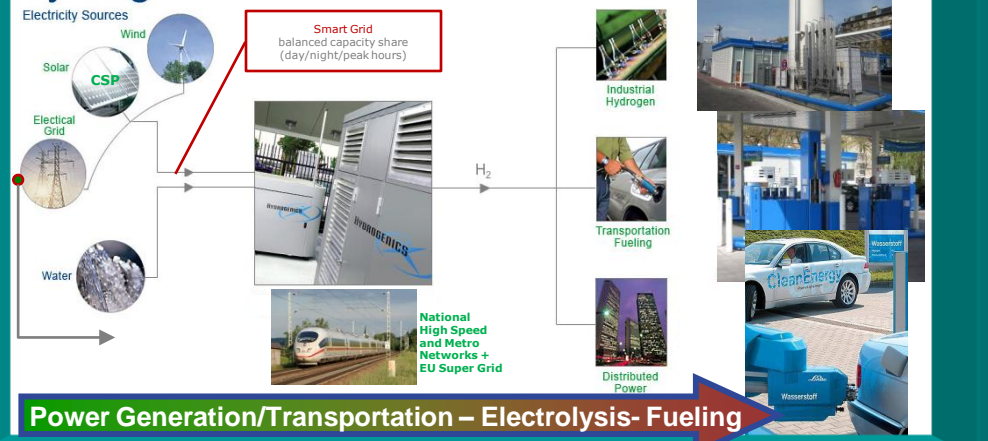 Electricity Sources
Wind
Solar
CSP
Electical
Grid
Water
Smart Grid
balanced capacity share
(day/night/peak hours)
HYDROGENICS
HYDROGENICS
H2
Industrial
Hydrogen
Transportation
Fueling
Distributed
Power
National
High Speed
and Metro
Networks +
EU Super Grid
CleanEnergy
Wasserstoff
Linde
Wasserstoff
Power Generation/Transportation – Electrolysis- Fueling